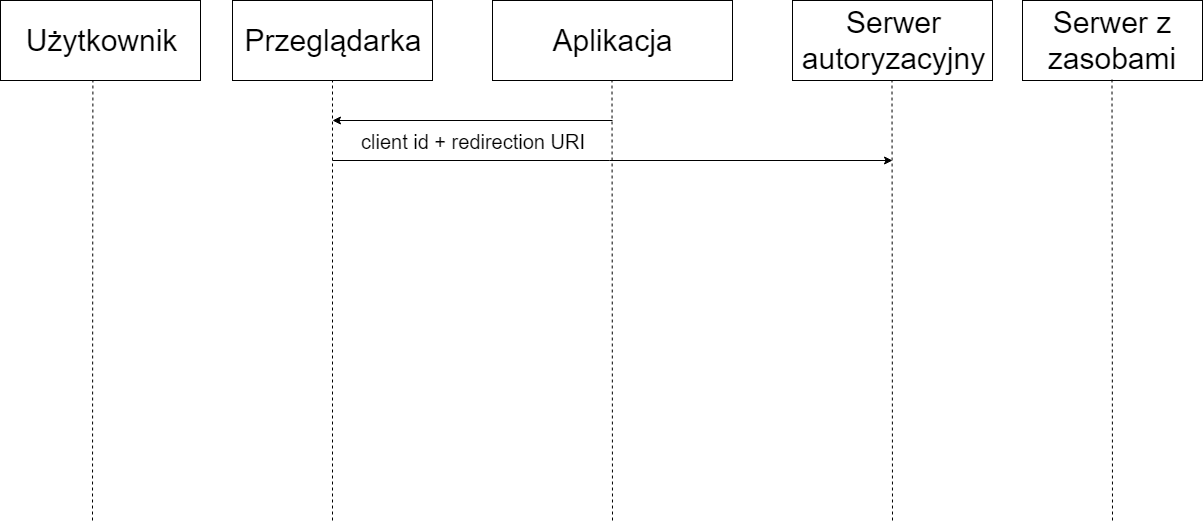 Użytkownik
Przeglądarka
Aplikacja
Serwer
autoryzacyjny
Serwer z
zasobami
client id + redirection URI